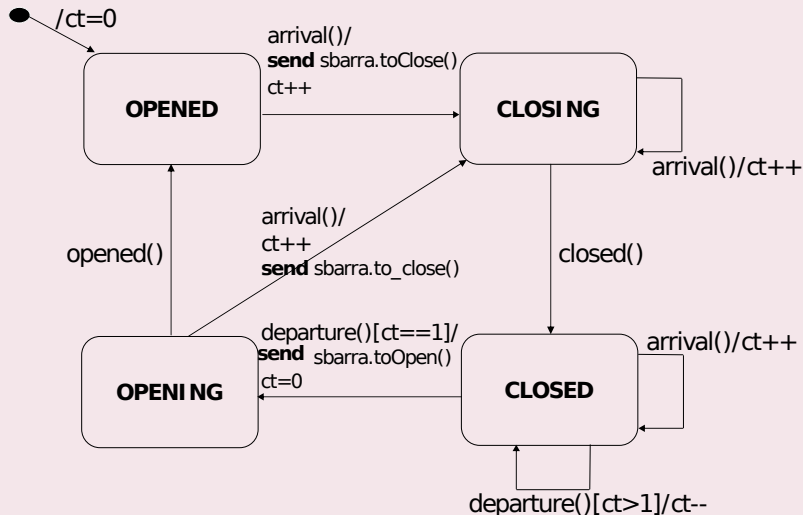 /ct=0
arrival()/
send sbarra.toClose()
ct++
OPENED
CLOSING
arrival()/ct++
arrival()/
ct++
send sbarra.to_close()
opened()
closed()
departure()[ct==1]/
send sbarra.toOpen()
ct=0
arrival()/ct++
OPENING
CLOSED
departure()[ct>1]/ct--